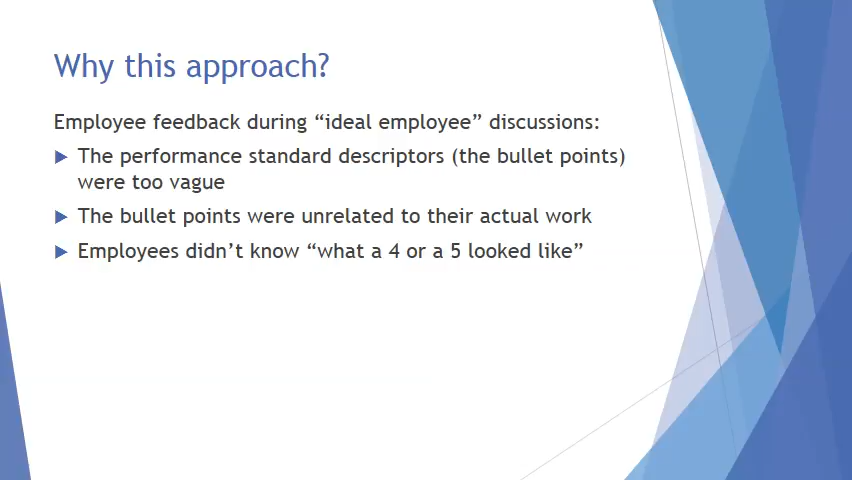 Why this approach?
Employee feedback during “ideal employee” discussions:
The performance standard descriptors (the bullet points)
were too vague
The bullet points were unrelated to their actual work
Employees didn’t know “what a 4 or a 5 looked like”